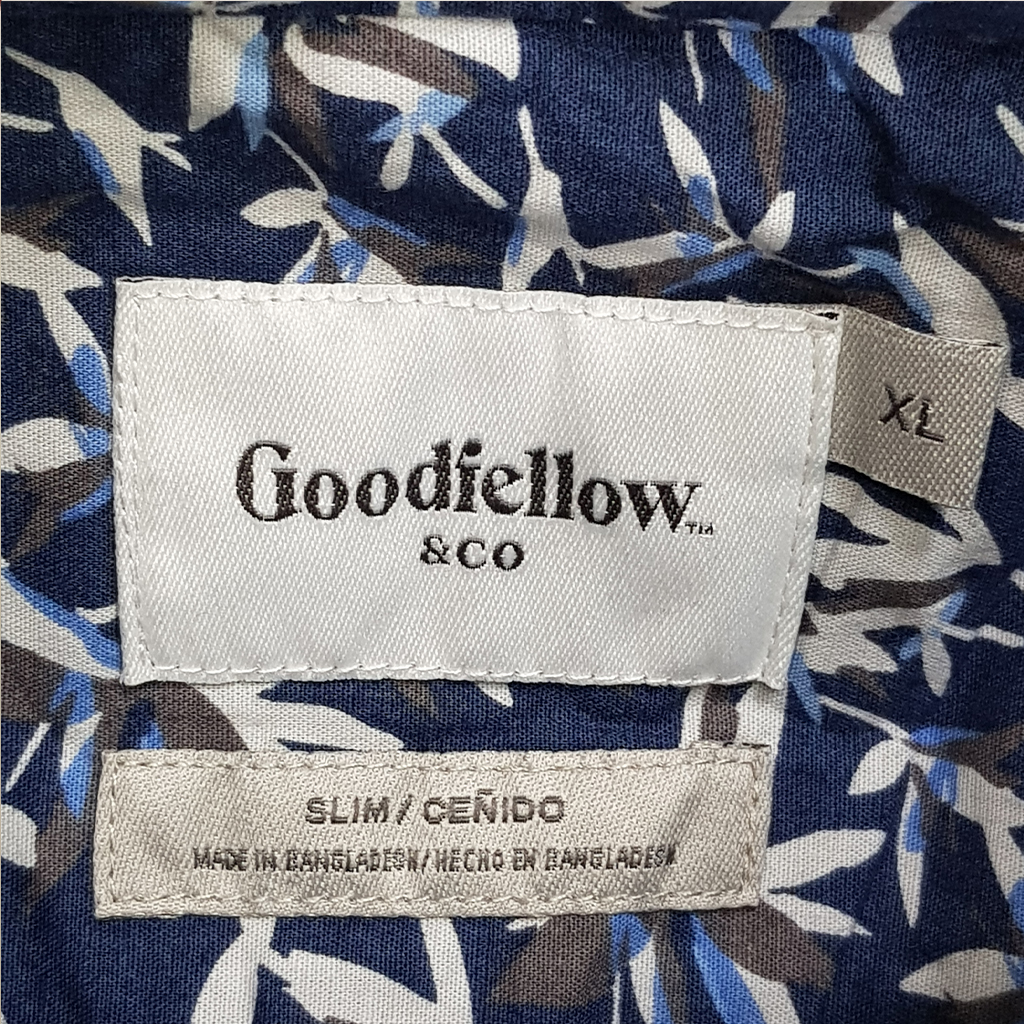 Goodfellow™
&CO
XL
SLIM / CEÑIDO
MADE IN BANGLADESH/HECHO EN BANGLADESH